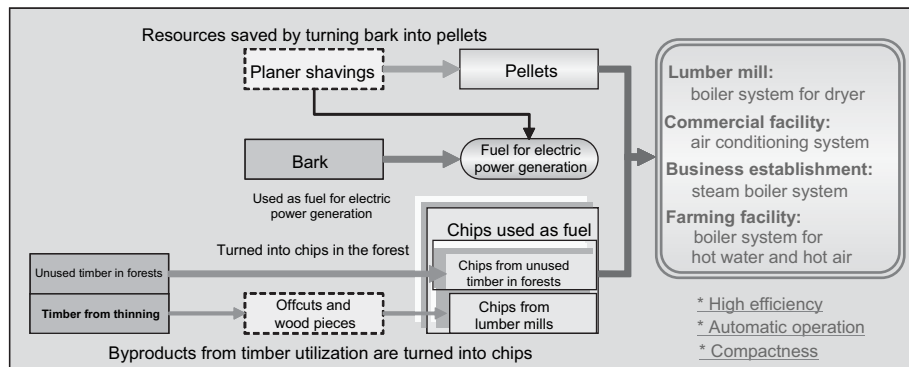 Resources saved by turning bark into pellets
Planer shavings
Pellets
Bark
Fuel for electric
power generation
Used as fuel for electric
power generation
Lumber mill:
boiler system for dryer
Commercial facility:
air conditioning system
Business establishment:
steam boiler system
Farming facility:
boiler system for
hot water and hot air
Chips used as fuel
Turned into chips in the forest
Unused timber in forests
Chips from unused
timber in forests
Timber from thinning
Offcuts and
wood pieces
Chips from
lumber mills
Byproducts from timber utilization are turned into chips
* High efficiency
* Automatic operation
* Compactness